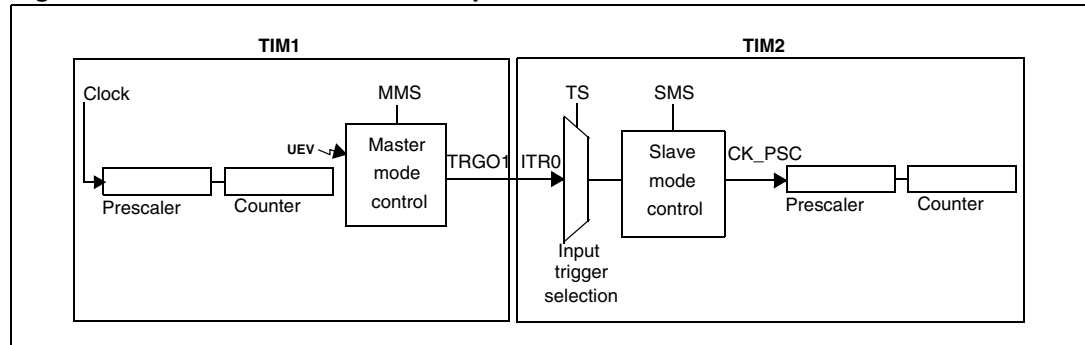 TIM1
TIM2
Clock
MMS
TS
SMS
UEV
Master
mode
control
TRGO1
ITR0
Slave
mode
control
CK_PSC
Prescaler
Counter
Prescaler
Counter
Input
trigger
selection